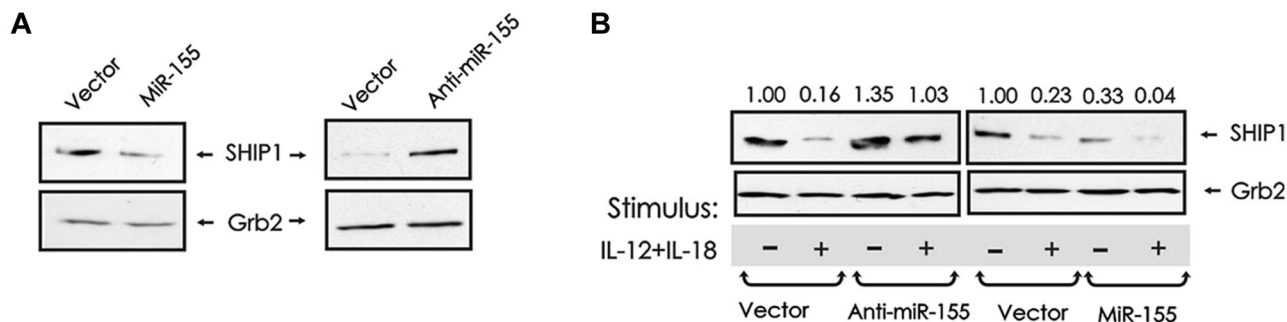 A
Vector
MiR-155
Vector
Anti-miR-155
SHIP1
Grb2
B
1.00 0.16 1.35 1.03 1.00 0.23 0.33 0.04
SHIP1
Grb2
Stimulus:
IL-12+IL-18 − + − + − + − +
Vector Anti-miR-155 Vector MiR-155